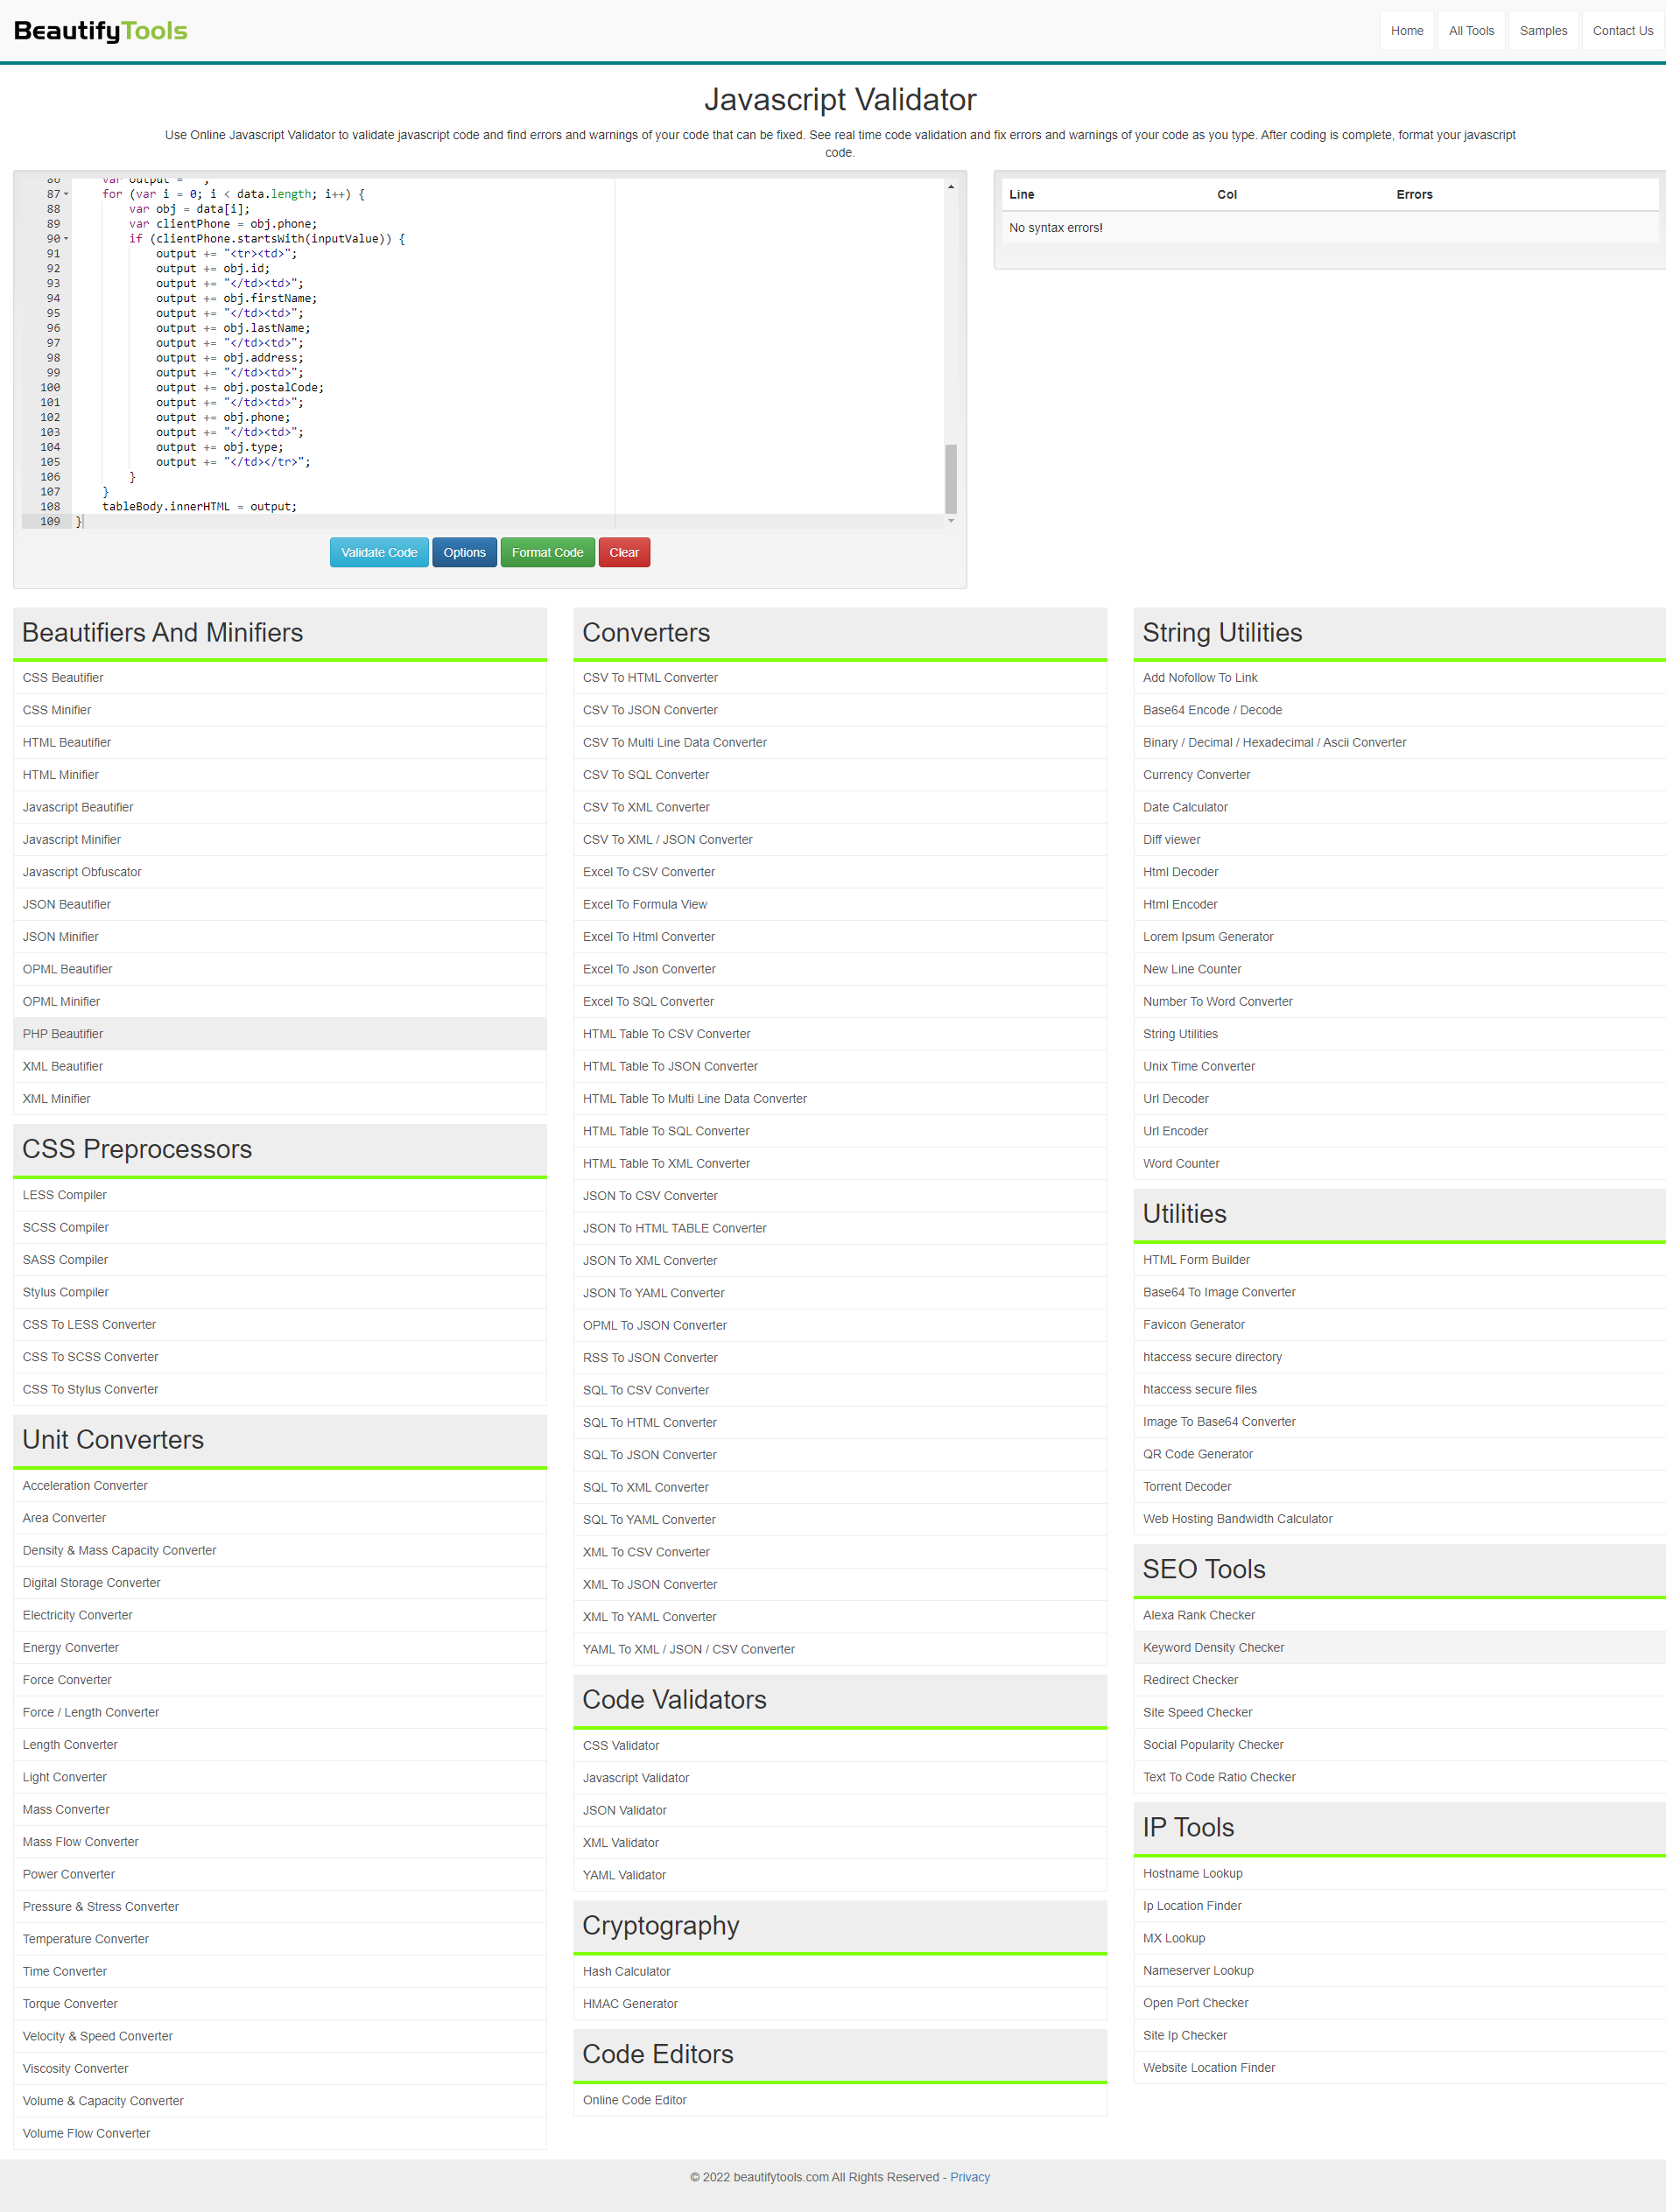 BeautifyTools
Home
All Tools
Samples
Contact Us
Javascript Validator
Use Online Javascript Validator to validate javascript code and find errors and warnings of your code that can be fixed. See real time code validation and fix errors and warnings of your code as you type. After coding is complete, format your javascript
code.
86 var output = ;
87 for (var i = 0; i < data.length; i++) {
88 var obj = data[i];
89 var clientPhone = obj.phone;
90 if (clientPhone.startsWith(inputValue)) {
91 output += "<tr><td>";
92 output += obj.id;
93 output += "</td><td>";
94 output += obj.firstName;
95 output += "</td><td>";
96 output += obj.lastName;
97 output += "</td><td>";
98 output += obj.address;
99 output += "</td><td>";
100 output += obj.postalCode;
101 output += "</td><td>";
102 output += obj.phone;
103 output += "</td><td>";
104 output += obj.type;
105 output += "</td></tr>";
106 }
107 }
108 tableBody.innerHTML = output;
109 }
Validate Code
Options
Format Code
Clear
Line Col Errors
No syntax errors!
Beautifiers And Minifiers
CSS Beautifier
CSS Minifier
HTML Beautifier
HTML Minifier
Javascript Beautifier
Javascript Minifier
Javascript Obfuscator
JSON Beautifier
JSON Minifier
OPML Beautifier
OPML Minifier
PHP Beautifier
XML Beautifier
XML Minifier
CSS Preprocessors
LESS Compiler
SCSS Compiler
SASS Compiler
Stylus Compiler
CSS To LESS Converter
CSS To SCSS Converter
CSS To Stylus Converter
Unit Converters
Acceleration Converter
Area Converter
Density & Mass Capacity Converter
Digital Storage Converter
Electricity Converter
Energy Converter
Force Converter
Force / Length Converter
Length Converter
Light Converter
Mass Converter
Mass Flow Converter
Power Converter
Pressure & Stress Converter
Temperature Converter
Time Converter
Torque Converter
Velocity & Speed Converter
Viscosity Converter
Volume & Capacity Converter
Volume Flow Converter
Converters
CSV To HTML Converter
CSV To JSON Converter
CSV To Multi Line Data Converter
CSV To SQL Converter
CSV To XML Converter
CSV To XML / JSON Converter
Excel To CSV Converter
Excel To Formula View
Excel To Html Converter
Excel To Json Converter
Excel To SQL Converter
HTML Table To CSV Converter
HTML Table To JSON Converter
HTML Table To Multi Line Data Converter
HTML Table To SQL Converter
HTML Table To XML Converter
JSON To CSV Converter
JSON To HTML TABLE Converter
JSON To XML Converter
JSON To YAML Converter
OPML To JSON Converter
RSS To JSON Converter
SQL To CSV Converter
SQL To HTML Converter
SQL To JSON Converter
SQL To XML Converter
SQL To YAML Converter
XML To CSV Converter
XML To JSON Converter
XML To YAML Converter
YAML To XML / JSON / CSV Converter
Code Validators
CSS Validator
Javascript Validator
JSON Validator
XML Validator
YAML Validator
Cryptography
Hash Calculator
HMAC Generator
Code Editors
Online Code Editor
String Utilities
Add Nofollow To Link
Base64 Encode / Decode
Binary / Decimal / Hexadecimal / Ascii Converter
Currency Converter
Date Calculator
Diff viewer
Html Decoder
Html Encoder
Lorem Ipsum Generator
New Line Counter
Number To Word Converter
String Utilities
Unix Time Converter
Url Decoder
Url Encoder
Word Counter
Utilities
HTML Form Builder
Base64 To Image Converter
Favicon Generator
htaccess secure directory
htaccess secure files
Image To Base64 Converter
QR Code Generator
Torrent Decoder
Web Hosting Bandwidth Calculator
SEO Tools
Alexa Rank Checker
Keyword Density Checker
Redirect Checker
Site Speed Checker
Social Popularity Checker
Text To Code Ratio Checker
IP Tools
Hostname Lookup
Ip Location Finder
MX Lookup
Nameserver Lookup
Open Port Checker
Site Ip Checker
Website Location Finder
© 2022 beautifytools.com All Rights Reserved - Privacy